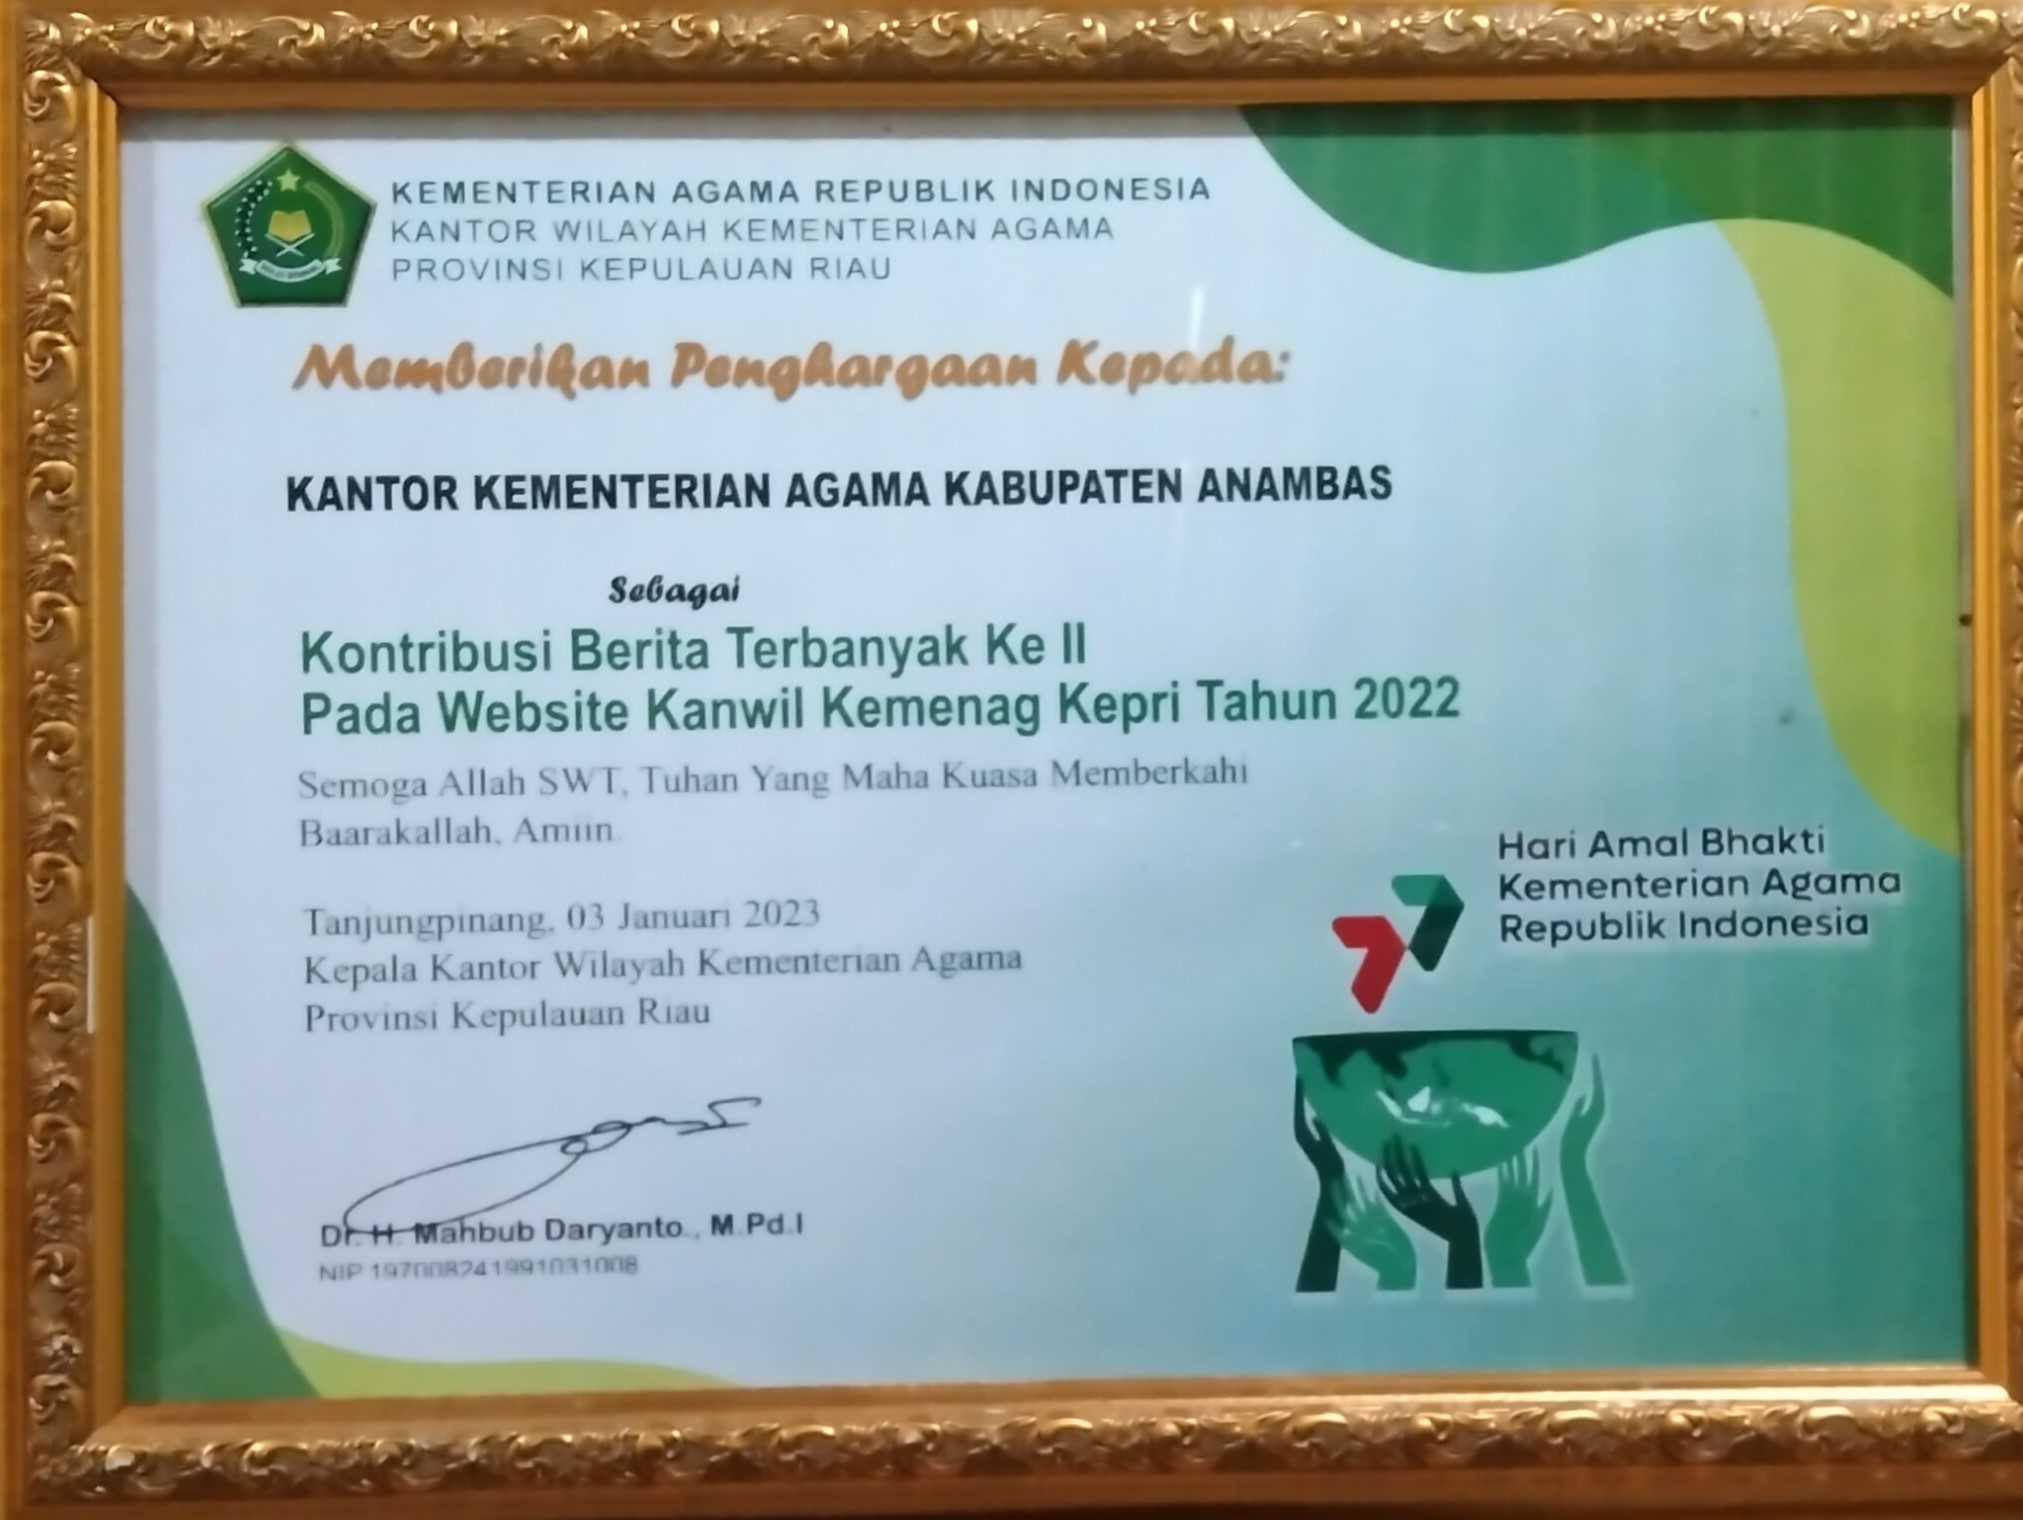 KEMENTERIAN AGAMA REPUBLIK INDONESIA
KANTOR WILAYAH KEMENTERIAN AGAMA
PROVINSI KEPULAUAN RIAU
Memberikan Penghargaan Kepada:
KANTOR KEMENTERIAN AGAMA KABUPATEN ANAMBAS
Sebagai
Kontribusi Berita Terbanyak Ke II
Pada Website Kanwil Kemenag Kepri Tahun 2022
Semoga Allah SWT, Tuhan Yang Maha Kuasa Memberkahi
Baarakallah, Amiin.
Tanjungpinang, 03 Januari 2023
Kepala Kantor Wilayah Kementerian Agama
Provinsi Kepulauan Riau
Dr. H. Mahbub Daryanto., M.Pd.I
NIP 197008241991031008
77
Hari Amal Bhakti
Kementerian Agama
Republik Indonesia